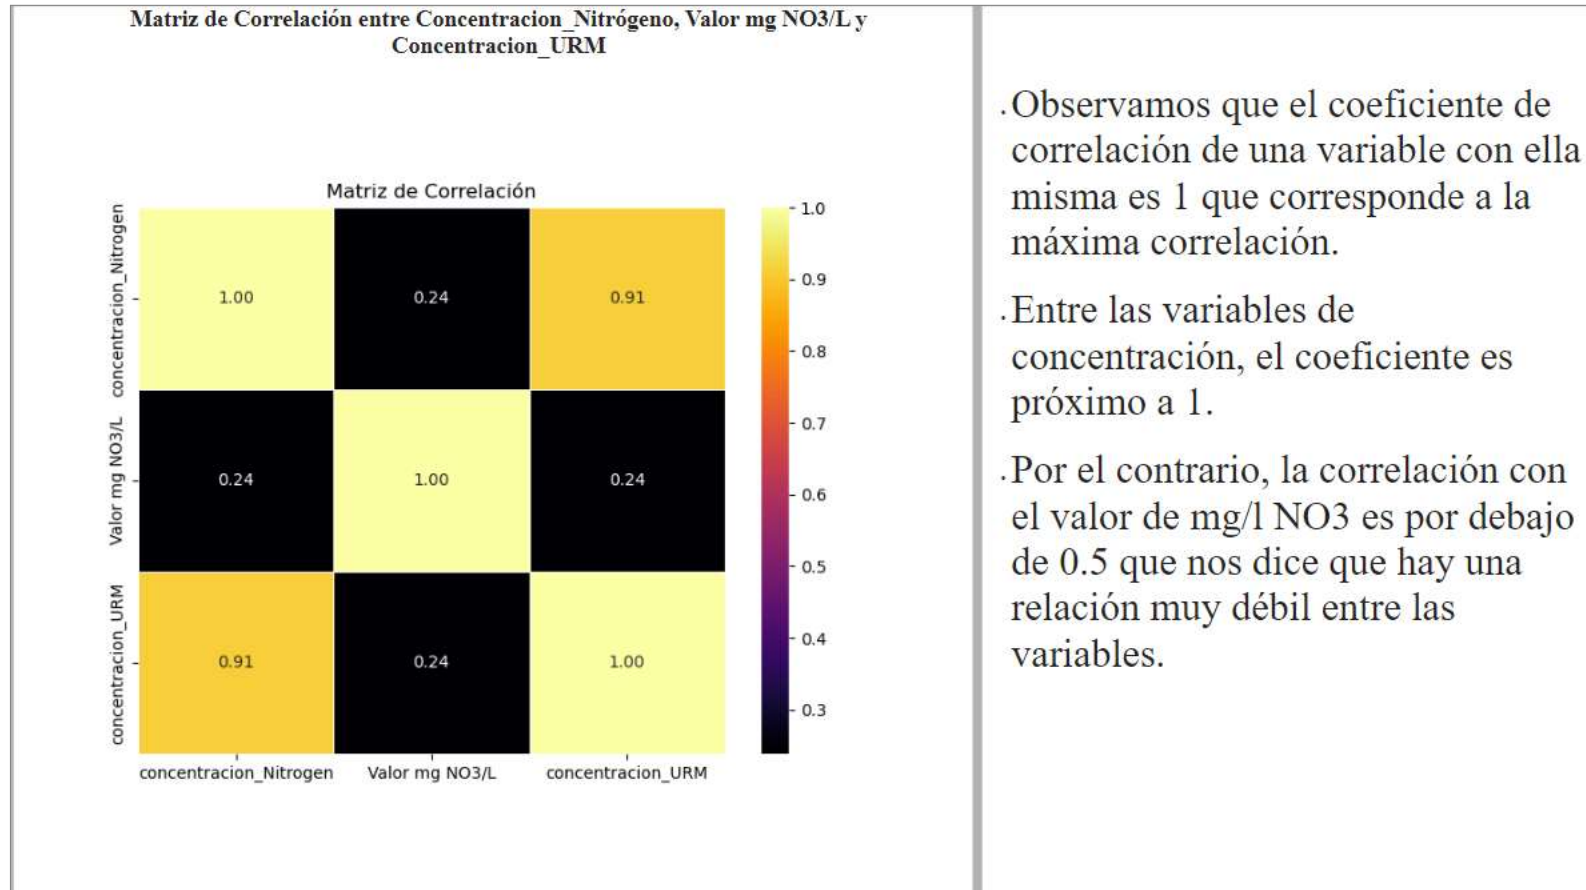 Matriz de Correlación entre Concentracion_Nitrógeno, Valor mg NO3/L y
Concentracion_URM
Matriz de Correlación
concentracion_Nitrogen
Valor mg NO3/L
concentracion_URM
1.00
0.24
0.91
0.24
1.00
0.24
0.91
0.24
1.00
concentracion_Nitrogen
Valor mg NO3/L
concentracion_URM
1.0
0.9
0.8
0.7
0.6
0.5
0.4
0.3
.Observamos que el coeficiente de
correlación de una variable con ella
misma es 1 que corresponde a la
máxima correlación.
.Entre las variables de
concentración, el coeficiente es
próximo a 1.
.Por el contrario, la correlación con
el valor de mg/l NO3 es por debajo
de 0.5 que nos dice que hay una
relación muy débil entre las
variables.